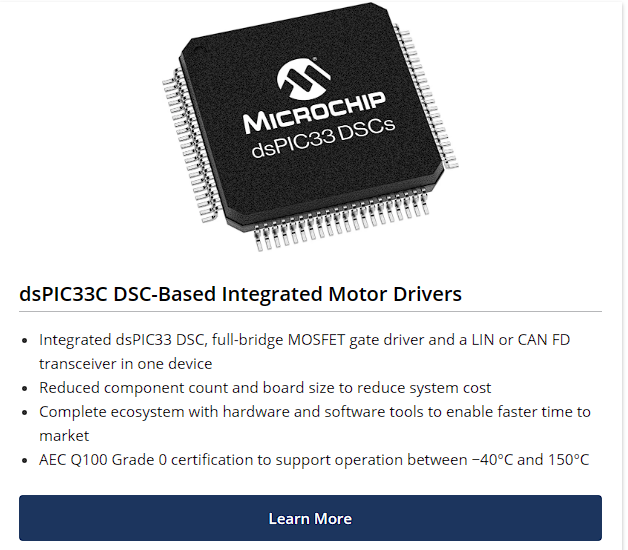 MICROCHIP
dsPIC33 DSCs
dsPIC33C DSC-Based Integrated Motor Drivers
Integrated dsPIC33 DSC, full-bridge MOSFET gate driver and a LIN or CAN FD
transceiver in one device
Reduced component count and board size to reduce system cost
Complete ecosystem with hardware and software tools to enable faster time to
market
AEC Q100 Grade 0 certification to support operation between −40°C and 150°C
Learn More